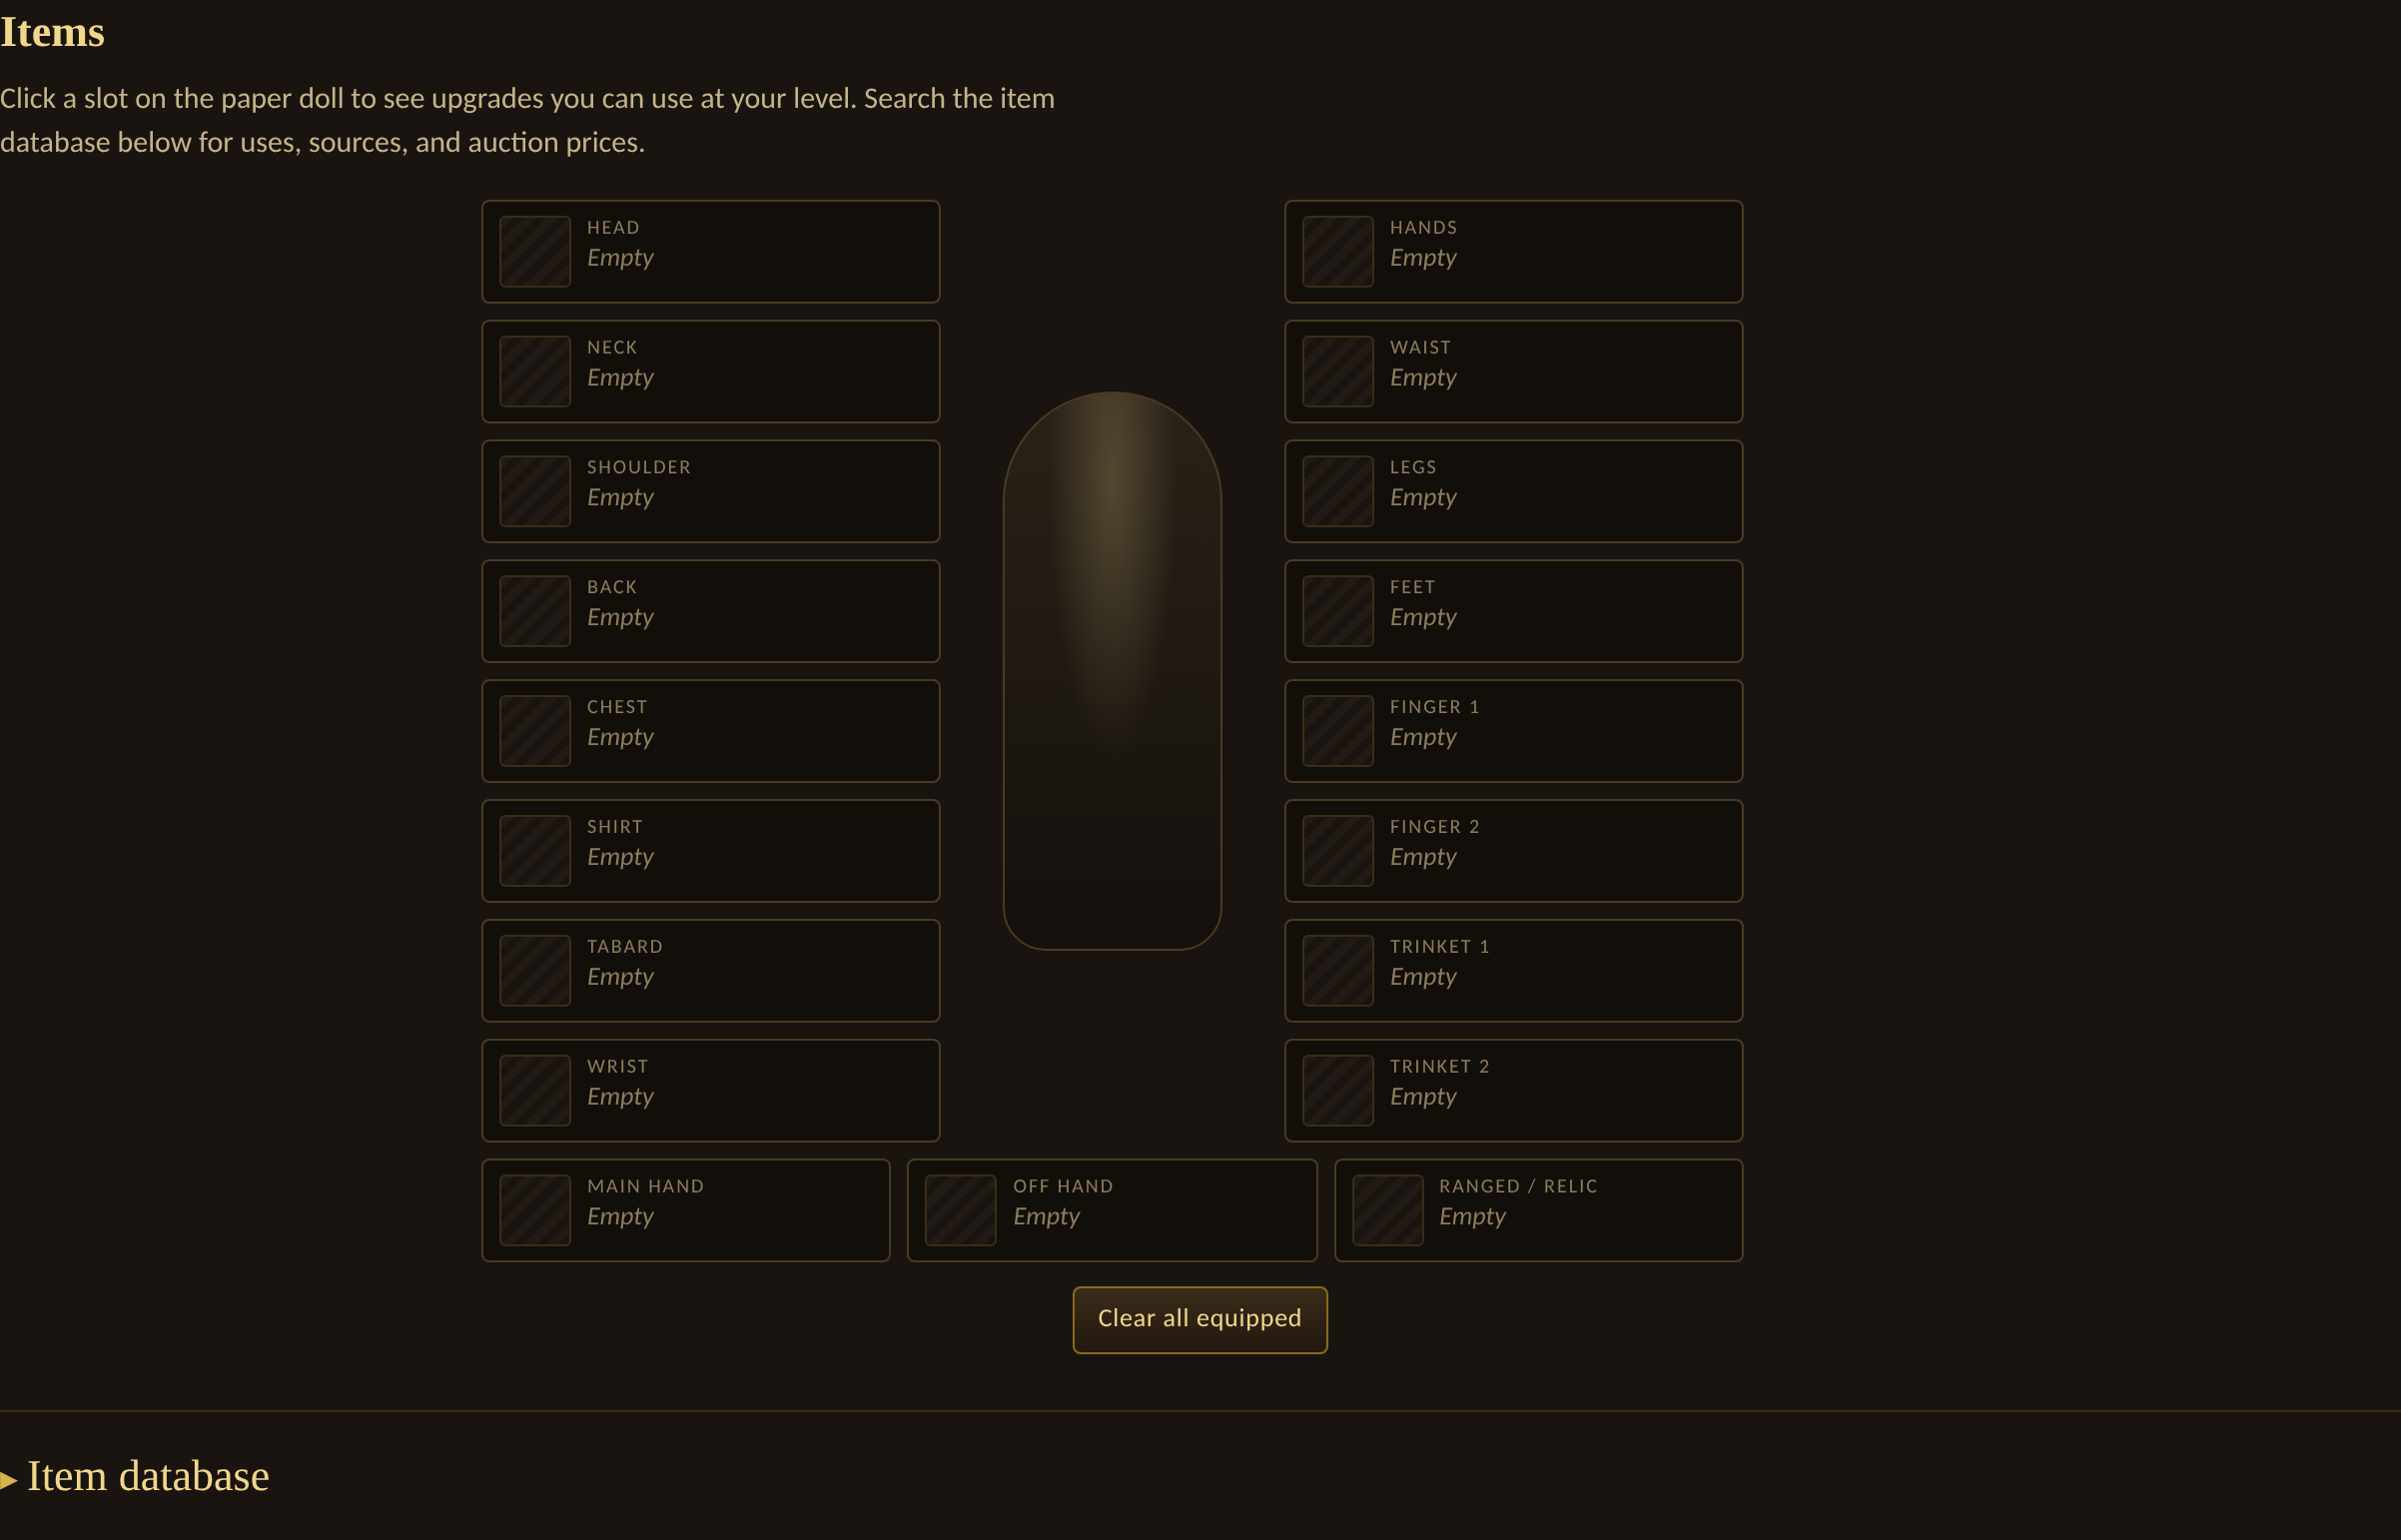 Items
Click a slot on the paper doll to see upgrades you can use at your level. Search the item
database below for uses, sources, and auction prices.
HEAD
Empty
NECK
Empty
SHOULDER
Empty
BACK
Empty
CHEST
Empty
SHIRT
Empty
TABARD
Empty
WRIST
Empty
HANDS
Empty
WAIST
Empty
LEGS
Empty
FEET
Empty
FINGER 1
Empty
FINGER 2
Empty
TRINKET 1
Empty
TRINKET 2
Empty
MAIN HAND
Empty
OFF HAND
Empty
RANGED / RELIC
Empty
Clear all equipped
Item database